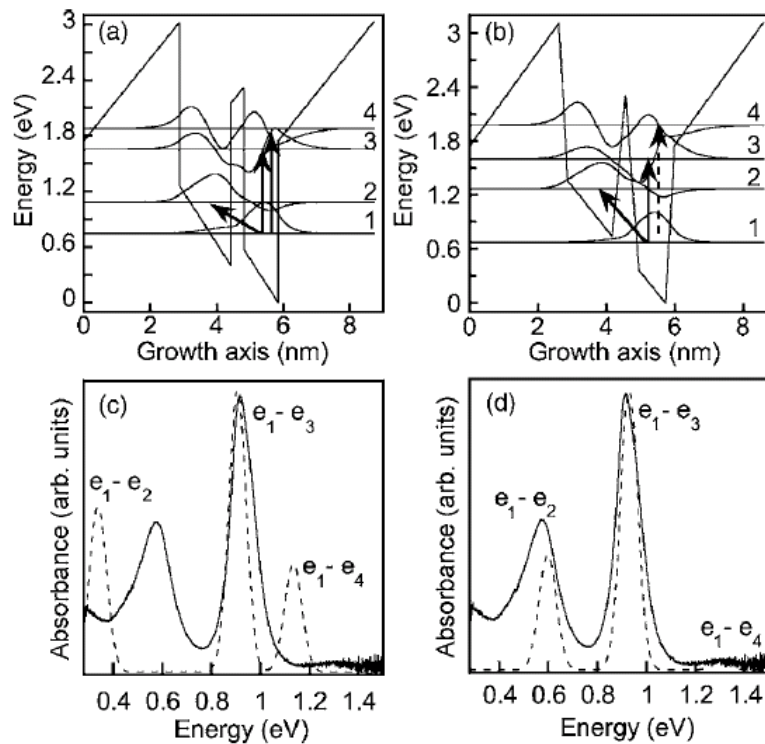 (a)
Energy (eV)
3
2.4
1.8
1.2
0.6
0
4
3
2
1
0 2 4 6 8
Growth axis (nm)
(b)
Energy (eV)
3
2.4
1.8
1.2
0.6
0
4
3
2
1
0 2 4 6 8
Growth axis (nm)
(c)
Absorbance (arb. units)
e₁- e₃
e₁- e₂
e₁- e₄
0.4 0.6 0.8 1 1.2 1.4
Energy (eV)
(d)
Absorbance (arb. units)
e₁- e₃
e₁- e₂
e₁- e₄
0.4 0.6 0.8 1 1.2 1.4
Energy (eV)